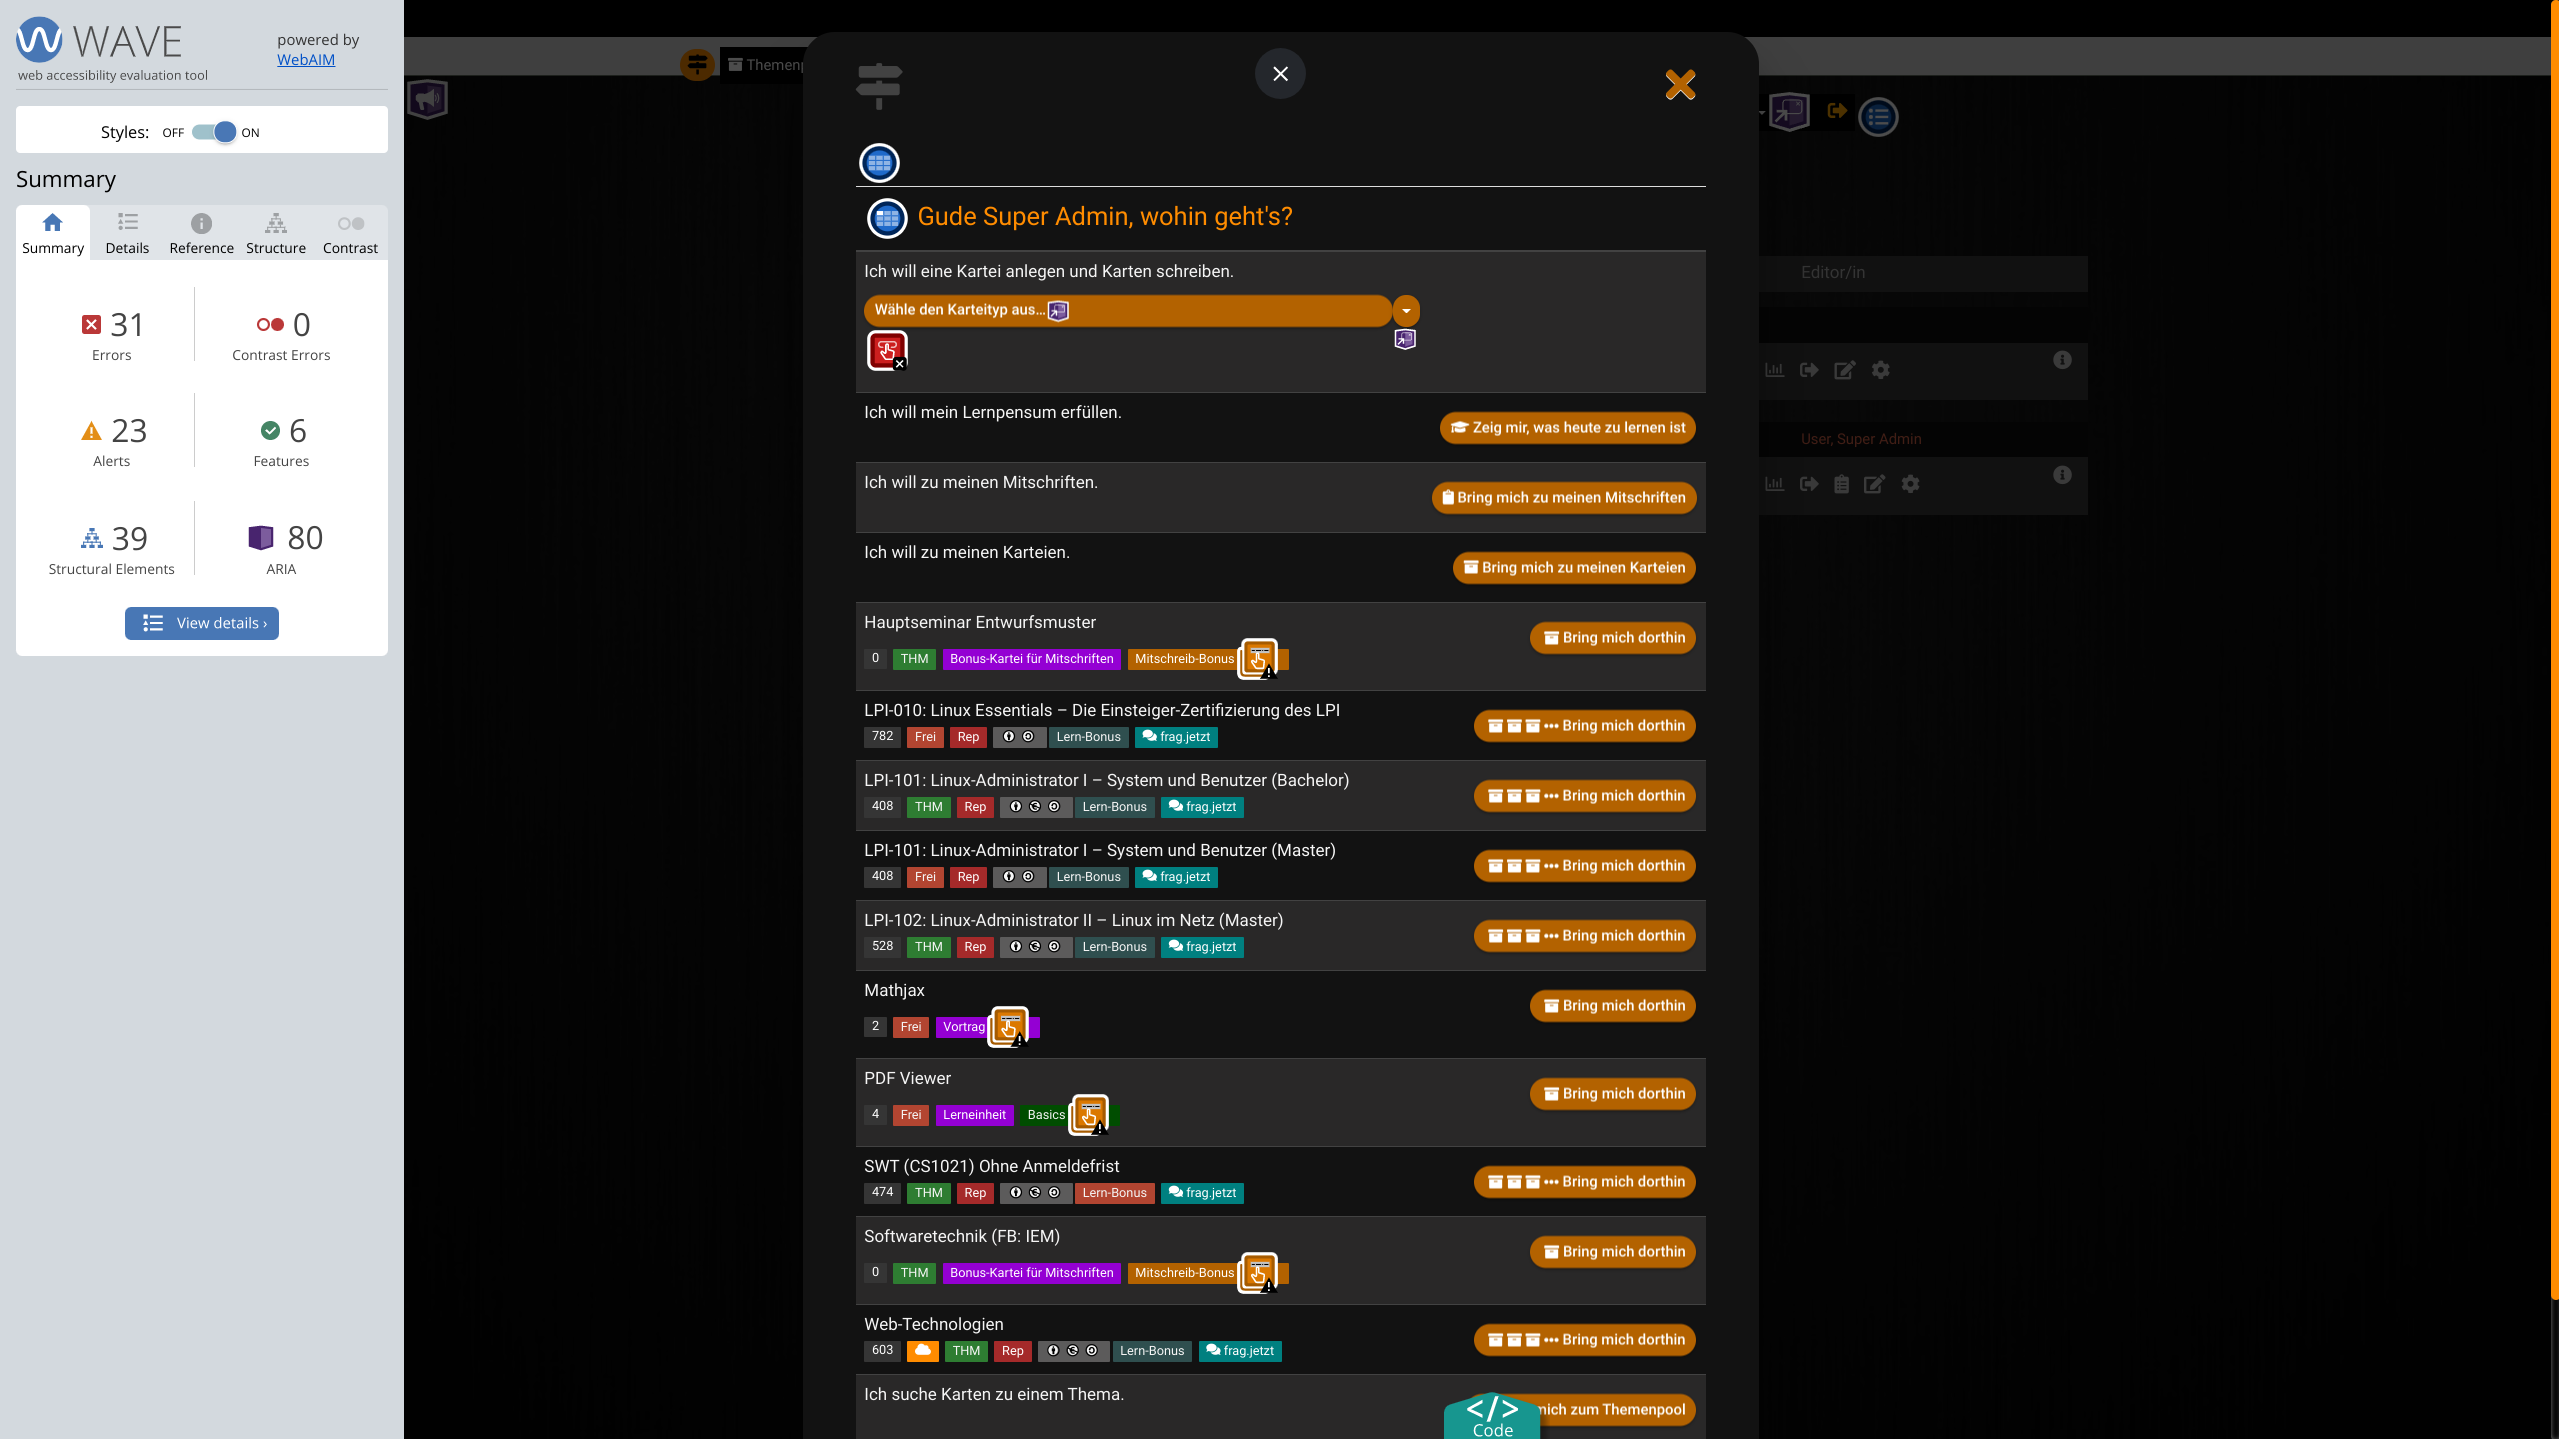 WAVE
web accessibility evaluation tool
powered by
WebAIM
Styles: OFF ON
Summary
Summary Details Reference Structure Contrast
31 Errors
0 Contrast Errors
23 Alerts
6 Features
39 Structural Elements
80 ARIA
View details ›
Gude Super Admin, wohin geht's?
Ich will eine Kartei anlegen und Karten schreiben.
Wähle den Karteityp aus...
Ich will mein Lernpensum erfüllen.
Zeig mir, was heute zu lernen ist
Ich will zu meinen Mitschriften.
Bring mich zu meinen Mitschriften
Ich will zu meinen Karteien.
Bring mich zu meinen Karteien
Hauptseminar Entwurfsmuster
Bring mich dorthin
0 THM Bonus-Kartei für Mitschriften Mitschreib-Bonus
LPI-010: Linux Essentials – Die Einsteiger-Zertifizierung des LPI
••• Bring mich dorthin
782 Frei Rep Lern-Bonus frag.jetzt
LPI-101: Linux-Administrator I – System und Benutzer (Bachelor)
••• Bring mich dorthin
408 THM Rep Lern-Bonus frag.jetzt
LPI-101: Linux-Administrator I – System und Benutzer (Master)
••• Bring mich dorthin
408 Frei Rep Lern-Bonus frag.jetzt
LPI-102: Linux-Administrator II – Linux im Netz (Master)
••• Bring mich dorthin
528 THM Rep Lern-Bonus frag.jetzt
Mathjax
Bring mich dorthin
2 Frei Vortrag
PDF Viewer
Bring mich dorthin
4 Frei Lerneinheit Basics
SWT (CS1021) Ohne Anmeldefrist
••• Bring mich dorthin
474 THM Rep Lern-Bonus frag.jetzt
Softwaretechnik (FB: IEM)
Bring mich dorthin
0 THM Bonus-Kartei für Mitschriften Mitschreib-Bonus
Web-Technologien
••• Bring mich dorthin
603 THM Rep Lern-Bonus frag.jetzt
Ich suche Karten zu einem Thema.
mich zum Themenpool
</> Code
Editor/in
User, Super Admin